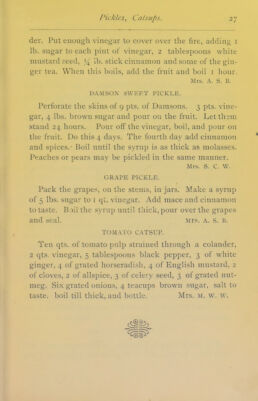 Pickles, Catsups. 27
der. Put enough vinegar to cover over the fire, adding 1
lb. sugar to each pint of vinegar, 2 tablespoons white
mustard seed, ¼ lb. stick cinnamon and some of the gin-
ger tea. When this boils, add the fruit and boil 1 hour.
Mrs. A. S. B.
DAMSON SWEET PICKLE.
Perforate the skins of 9 pts. of Damsons. 3 pts. vine-
gar, 4 lbs. brown sugar and pour on the fruit. Let them
stand 24 hours. Pour off the vinegar, boil, and pour on
the fruit. Do this 4 days. The fourth day add cinnamon
and spices. Boil until the syrup is as thick as molasses.
Peaches or pears may be pickled in the same manner.
Mrs. S. C. W.
GRAPE PICKLE.
Pack the grapes, on the stems, in jars. Make a syrup
of 5 lbs. sugar to 1 qt. vinegar. Add mace and cinnamon
to taste. Boil the syrup until thick, pour over the grapes
and seal. Mrs. A. S. B.
TOMATO CATSUP.
Ten qts. of tomato pulp strained through a colander,
2 qts. vinegar, 5 tablespoons black pepper, 3 of white
ginger, 4 of grated horseradish, 4 of English mustard, 2
of cloves, 2 of allspice, 3 of celery seed, 3 of grated nut-
meg. Six grated onions, 4 teacups brown sugar, salt to
taste. boil till thick, and bottle. Mrs. M. W. W.